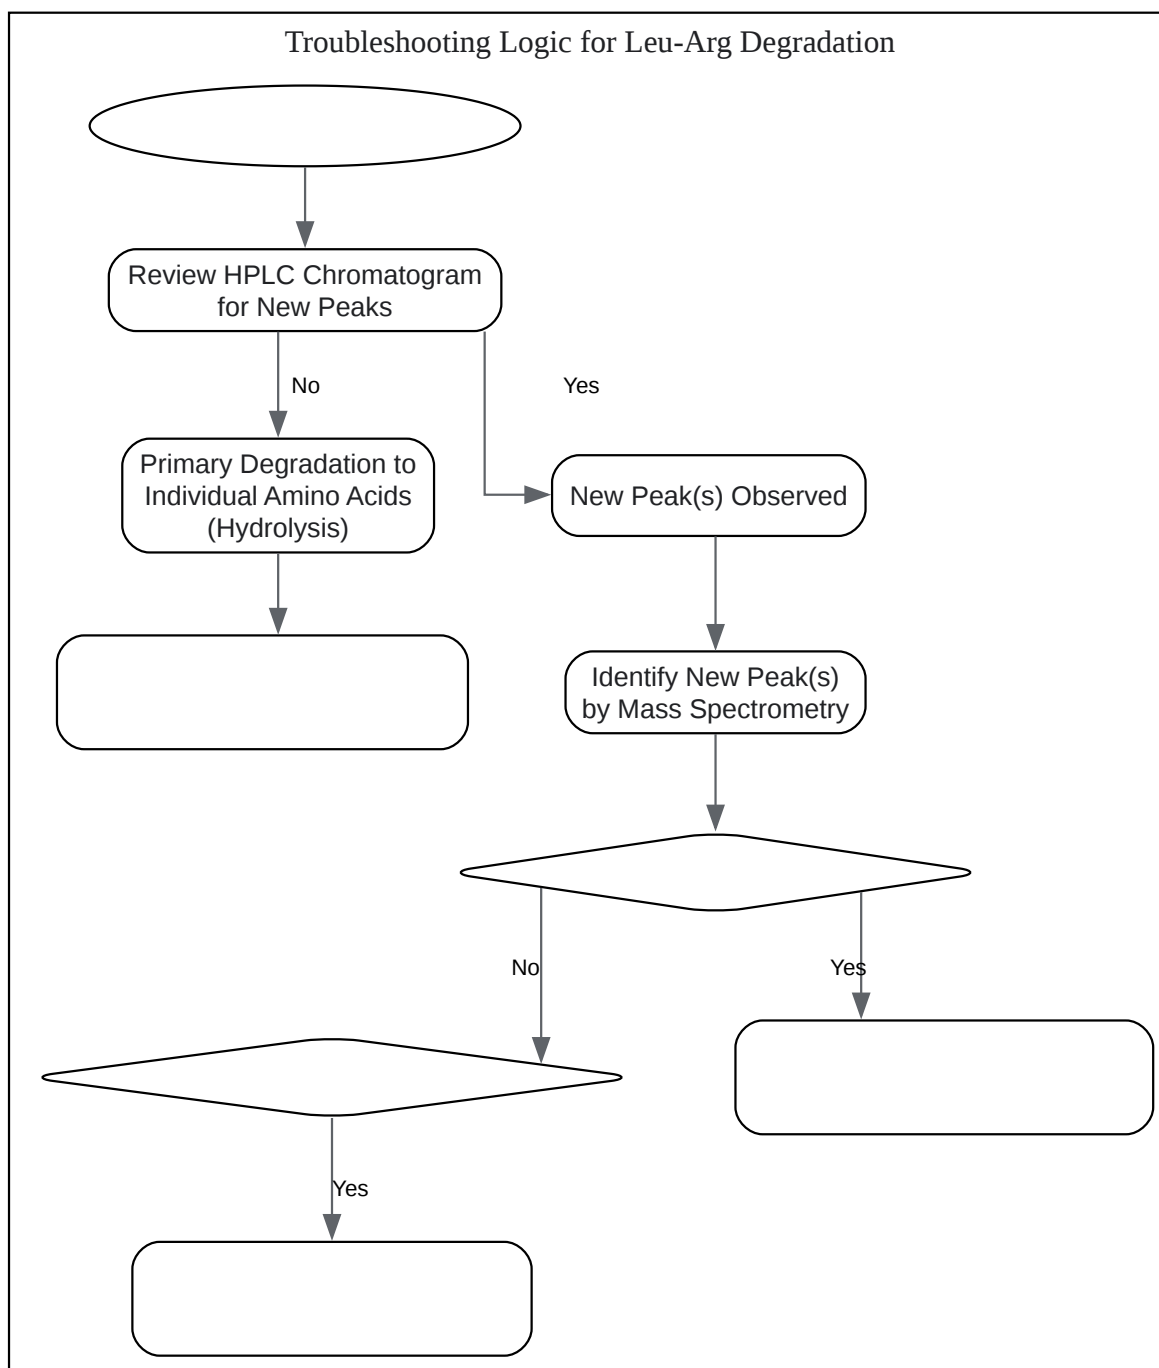 Troubleshooting Logic for Leu-Arg Degradation
Review HPLC Chromatogram
for New Peaks
No
Yes
Primary Degradation to
Individual Amino Acids
(Hydrolysis)
New Peak(s) Observed
Identify New Peak(s)
by Mass Spectrometry
No
Yes
Yes